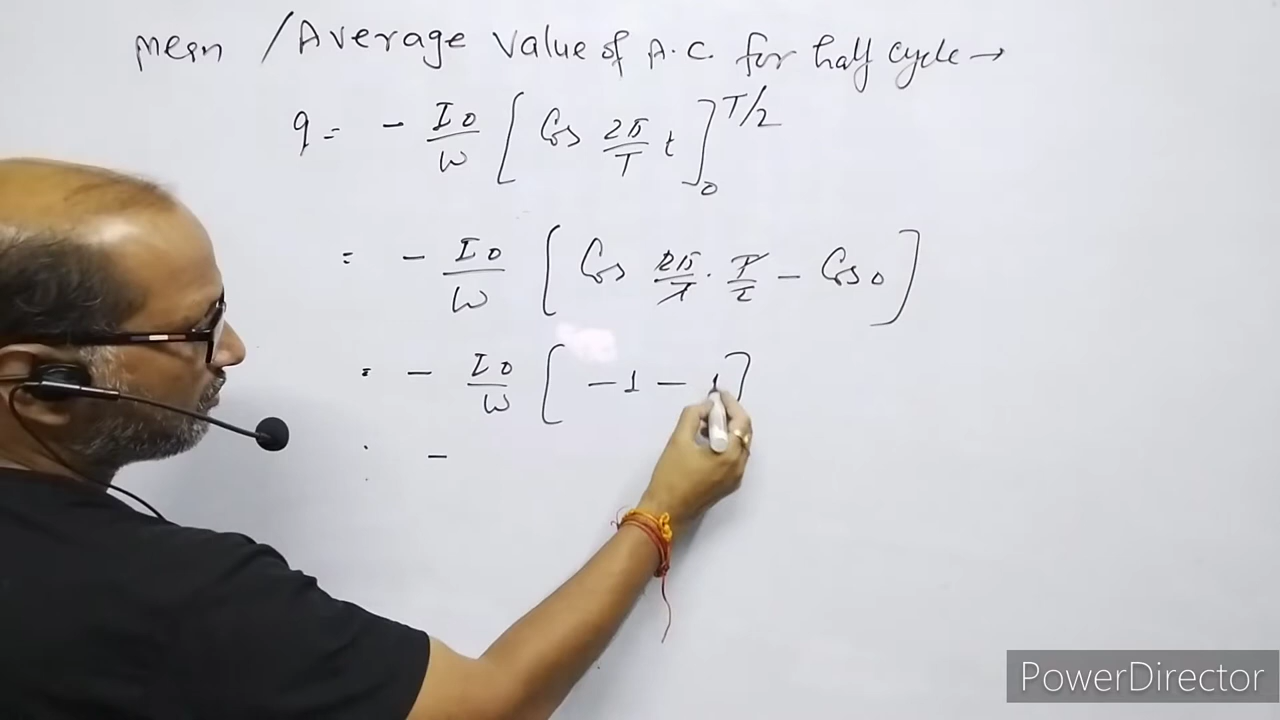 mean / Average value of A.C. for half cycle →
q = - I0/W [ Cos 2π/T t ]0 T/2
= - I0/W [ Cos 2π/T . T/2 - Cos 0 ]
= - I0/W [ -1 - 1 ]
: -
PowerDirector